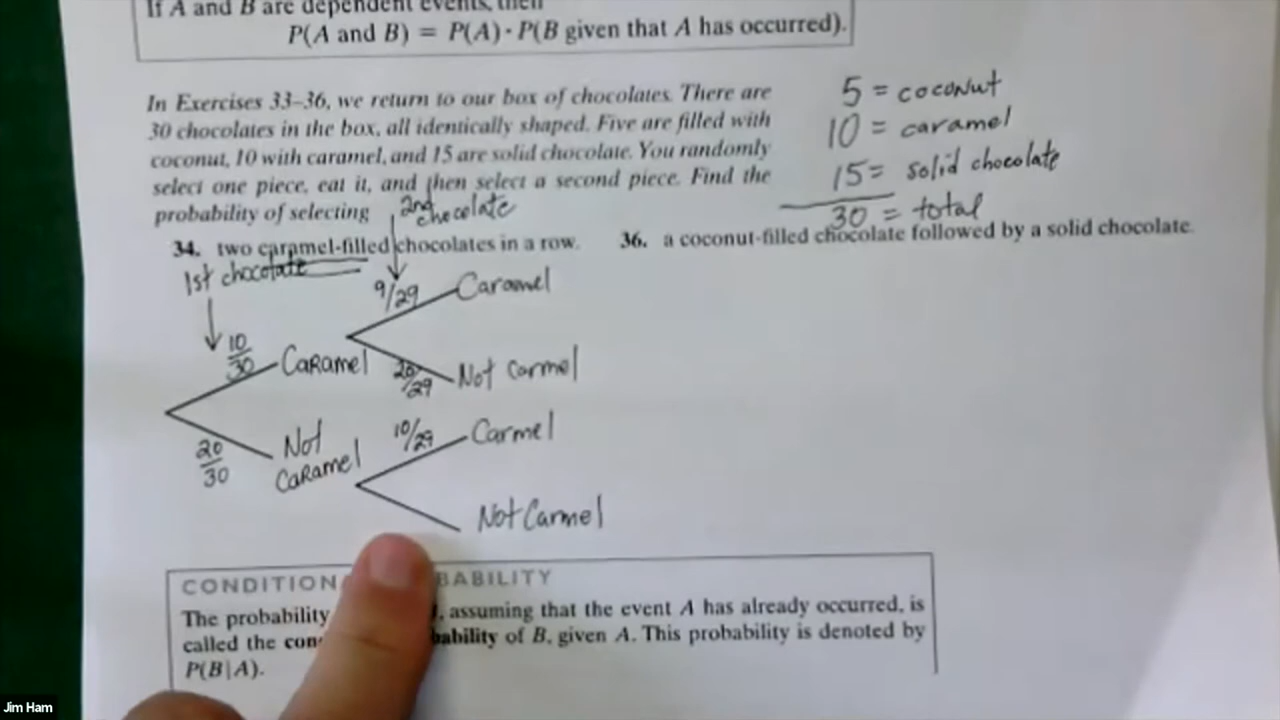 If A and B are dependent events, then
P(A and B) = P(A) · P(B given that A has occurred).
In Exercises 33–36, we return to our box of chocolates. There are
30 chocolates in the box, all identically shaped. Five are filled with
coconut, 10 with caramel, and 15 are solid chocolate. You randomly
select one piece, eat it, and then select a second piece. Find the
probability of selecting
5 = coconut
10 = caramel
15 = solid chocolate
30 = total
2nd
chocolate
34. two caramel-filled chocolates in a row.
36. a coconut-filled chocolate followed by a solid chocolate.
1st chocolate
9/29
Caramel
10/30
Caramel
20/29
Not Carmel
20/30
Not
Caramel
10/29
Carmel
Not Carmel
CONDITION BABILITY
The probability , assuming that the event A has already occurred, is
called the con bability of B, given A. This probability is denoted by
P(B|A).
Jim Ham